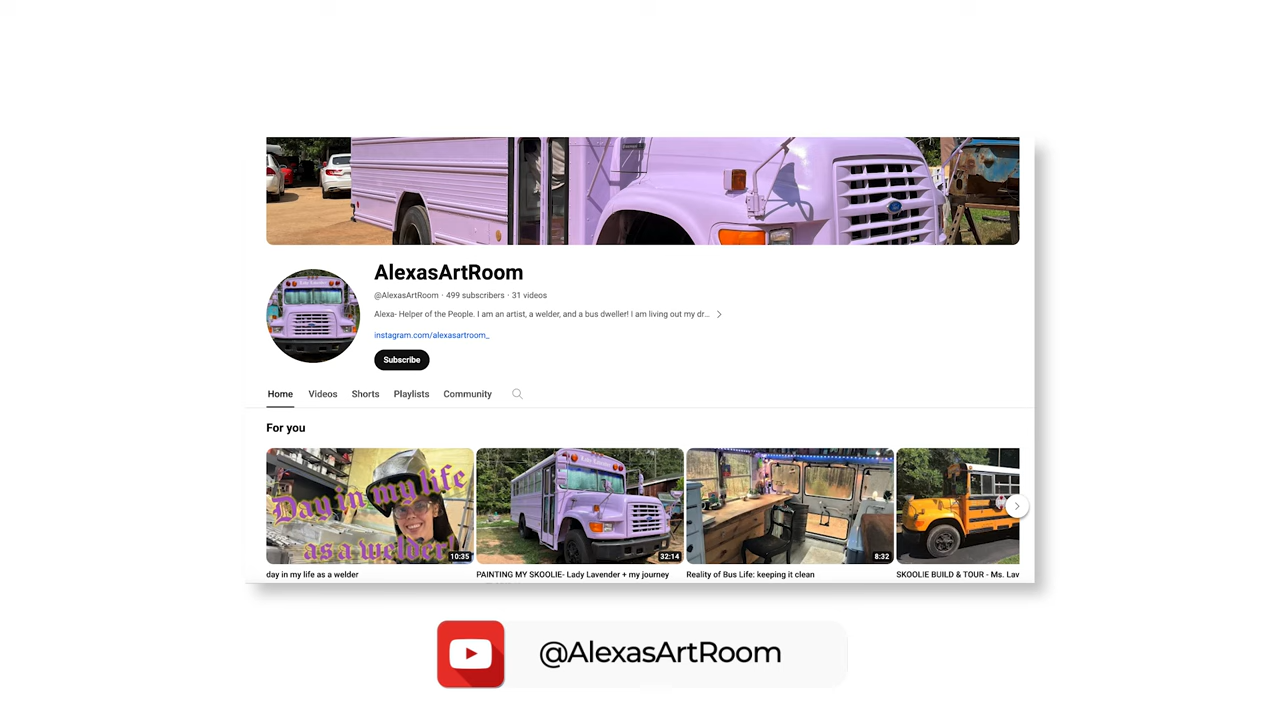 AlexasArtRoom
@AlexasArtRoom · 499 subscribers · 31 videos
Alexa- Helper of the People. I am an artist, a welder, and a bus dweller! I am living out my dr...
instagram.com/alexasartroom_
Subscribe
Home Videos Shorts Playlists Community
For you
Day in my life
as a welder!
10:35
32:14
8:32
day in my life as a welder
PAINTING MY SKOOLIE- Lady Lavender + my journey
Reality of Bus Life: keeping it clean
SKOOLIE BUILD & TOUR - Ms. Lav
@AlexasArtRoom